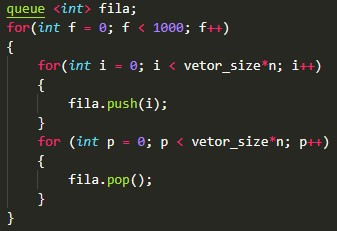 queue <int> fila;
for(int f = 0; f < 1000; f++)
{
    for(int i = 0; i < vetor_size*n; i++)
    {
        fila.push(i);
    }
    for (int p = 0; p < vetor_size*n; p++)
    {
        fila.pop();
    }
}